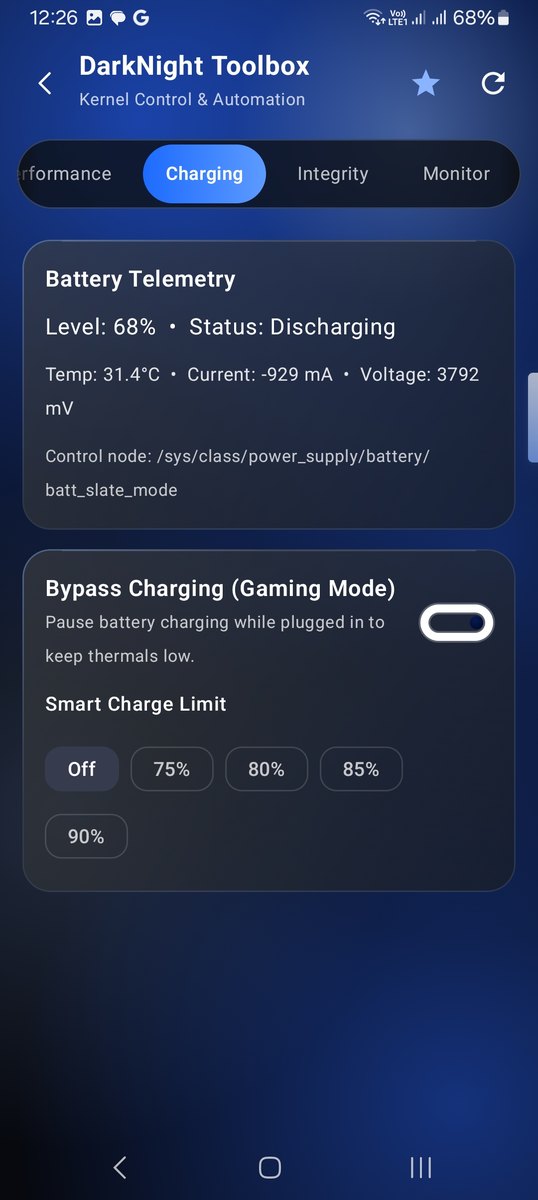 12:26
Vo)) LTE1 68%
DarkNight Toolbox
Kernel Control & Automation
rformance Charging Integrity Monitor
Battery Telemetry
Level: 68% • Status: Discharging
Temp: 31.4°C • Current: -929 mA • Voltage: 3792
mV
Control node: /sys/class/power_supply/battery/
batt_slate_mode
Bypass Charging (Gaming Mode)
Pause battery charging while plugged in to
keep thermals low.
Smart Charge Limit
Off 75% 80% 85%
90%